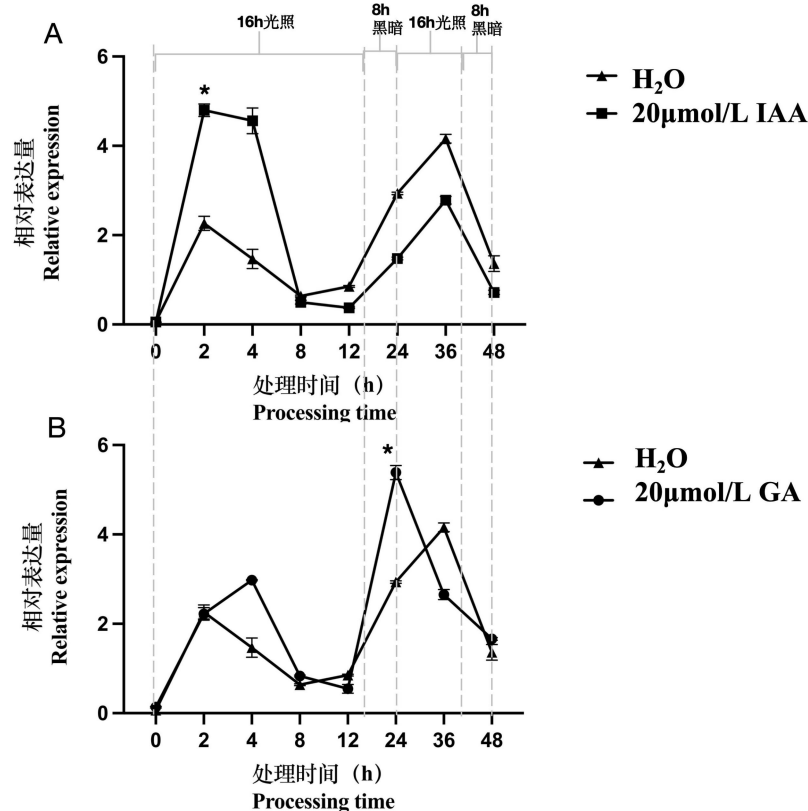 A
16h光照
8h
黑暗
16h光照
8h
黑暗
*
H₂O
20μmol/L IAA
6
4
2
0
相对表达量
Relative expression
0 2 4 8 12 24 36 48
处理时间（h）
Processing time
B
*
H₂O
20μmol/L GA
6
4
2
0
相对表达量
Relative expression
0 2 4 8 12 24 36 48
处理时间（h）
Processing time